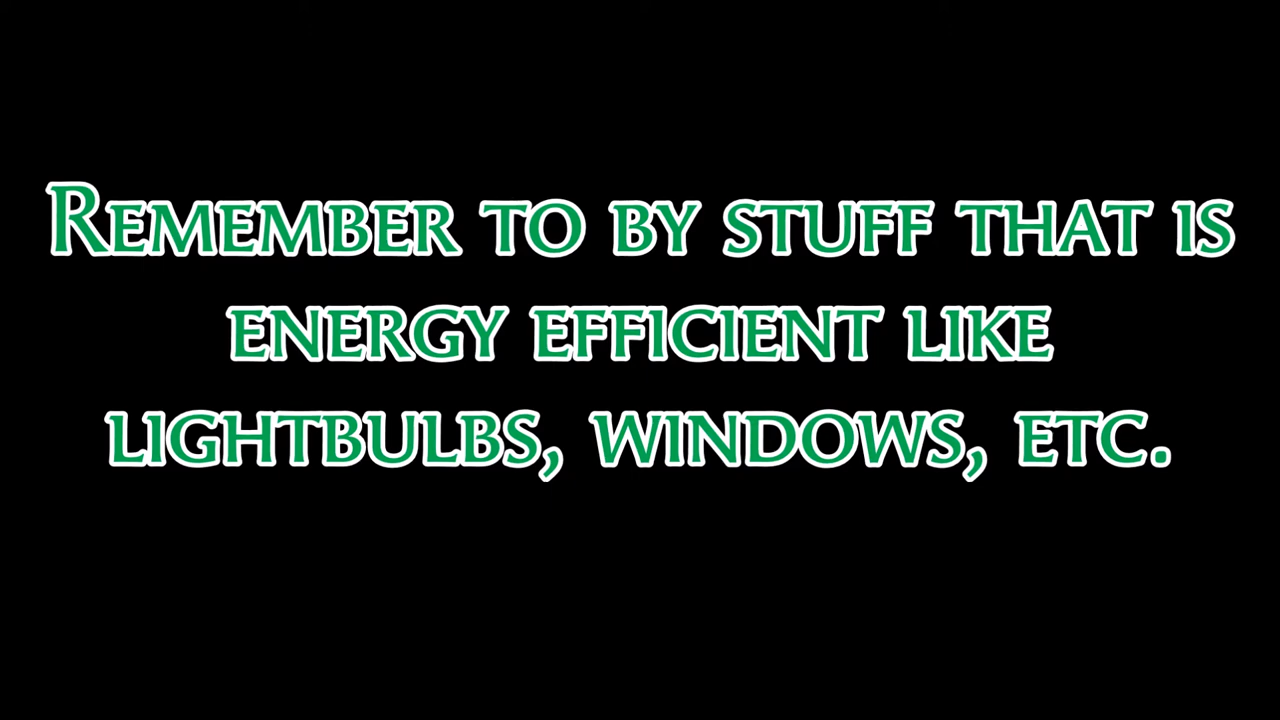 Remember to by stuff that is
energy efficient like
lightbulbs, windows, etc.